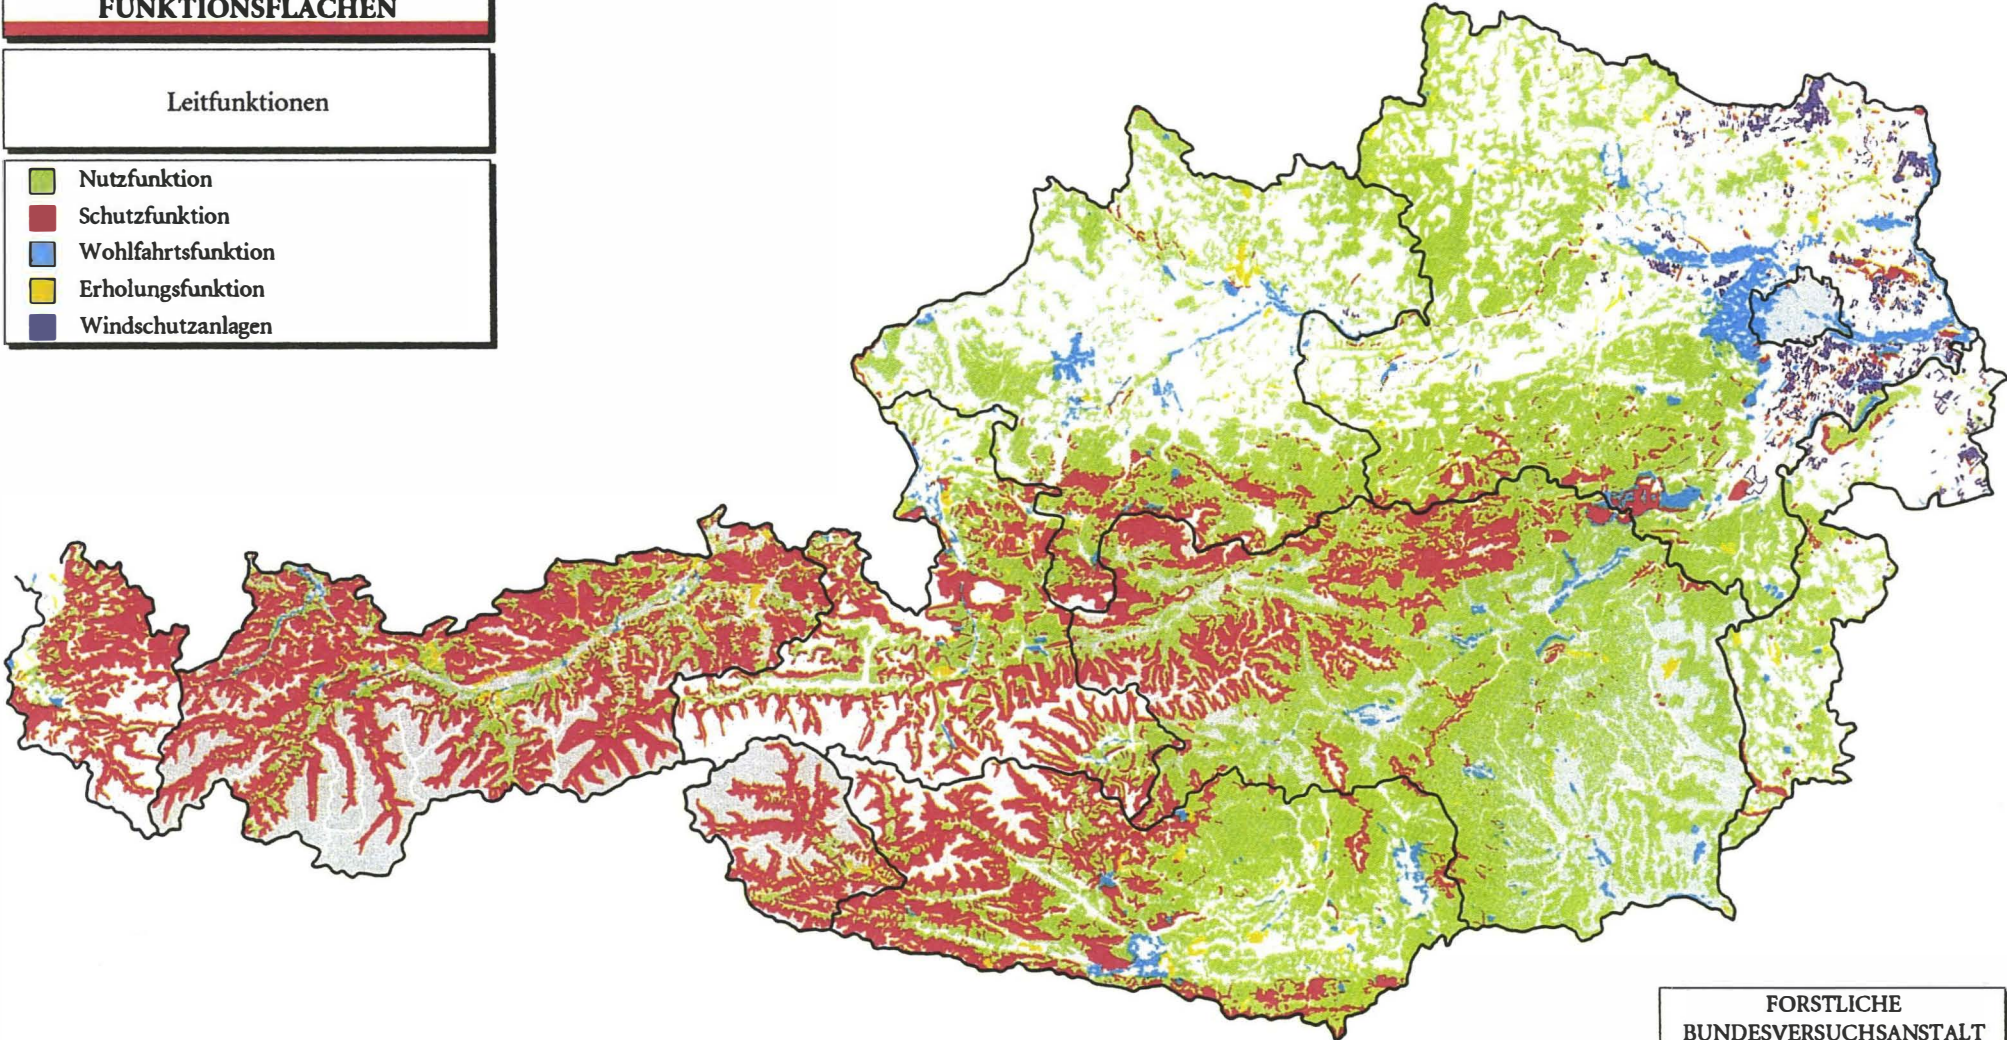 FUNKTIONSFLÄCHEN
Leitfunktionen
Nutzfunktion
Schutzfunktion
Wohlfahrtsfunktion
Erholungsfunktion
Windschutzanlagen
FORSTLICHE
BUNDESVERSUCHSANSTALT